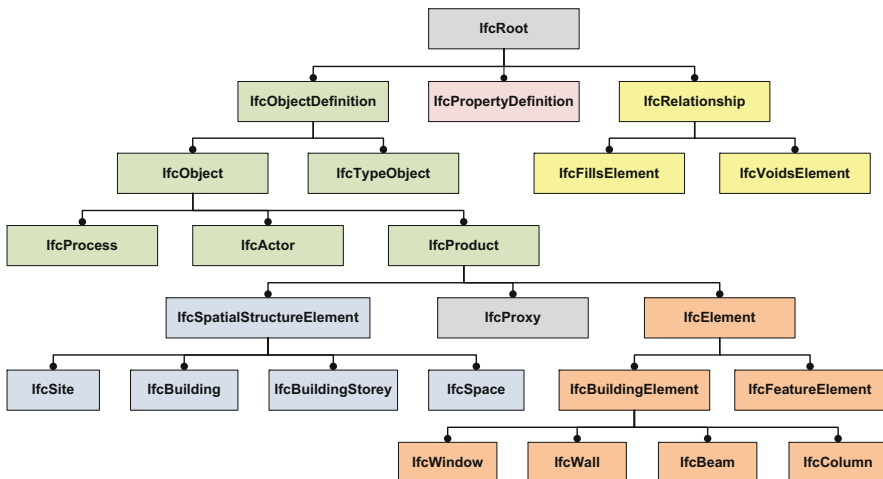 IfcRoot
IfcObjectDefinition
IfcPropertyDefinition
IfcRelationship
IfcObject
IfcTypeObject
IfcFillsElement
IfcVoidsElement
IfcProcess
IfcActor
IfcProduct
IfcSpatialStructureElement
IfcProxy
IfcElement
IfcSite
IfcBuilding
IfcBuildingStorey
IfcSpace
IfcBuildingElement
IfcFeatureElement
IfcWindow
IfcWall
IfcBeam
IfcColumn